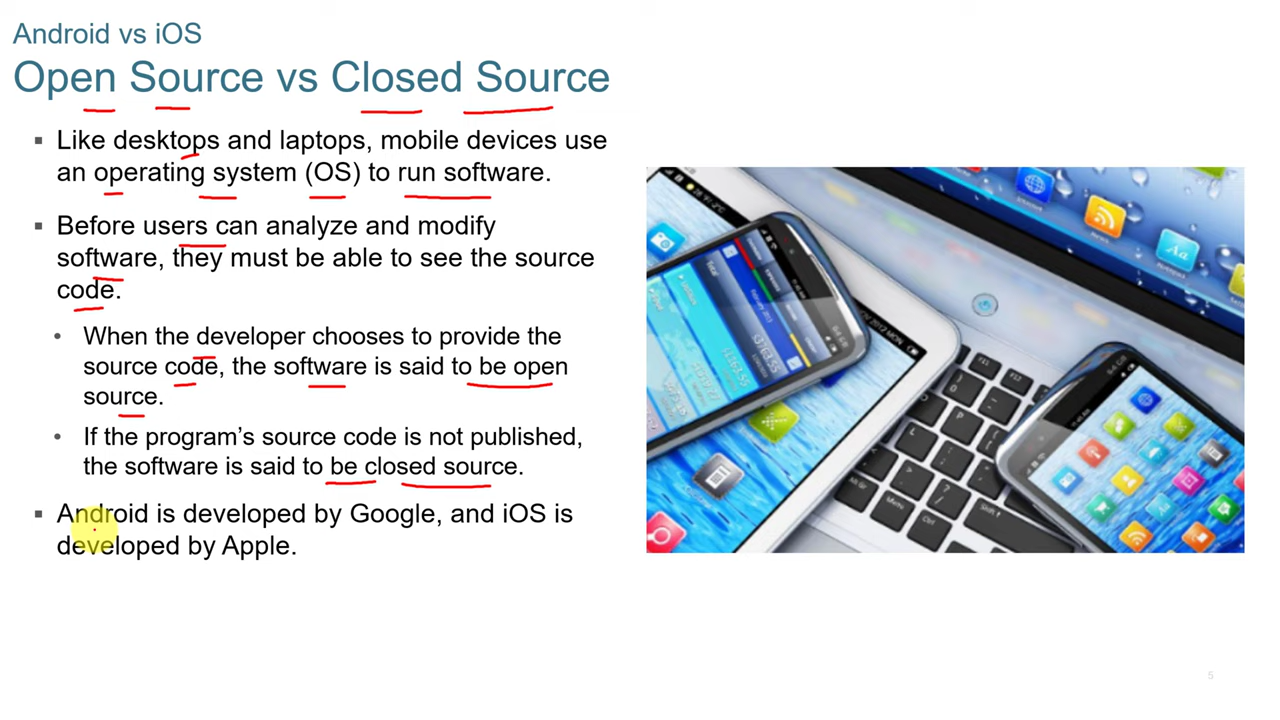 Android vs iOS
Open Source vs Closed Source
▪ Like desktops and laptops, mobile devices use
an operating system (OS) to run software.
▪ Before users can analyze and modify
software, they must be able to see the source
code.
• When the developer chooses to provide the
source code, the software is said to be open
source.
• If the program’s source code is not published,
the software is said to be closed source.
▪ Android is developed by Google, and iOS is
developed by Apple.
5